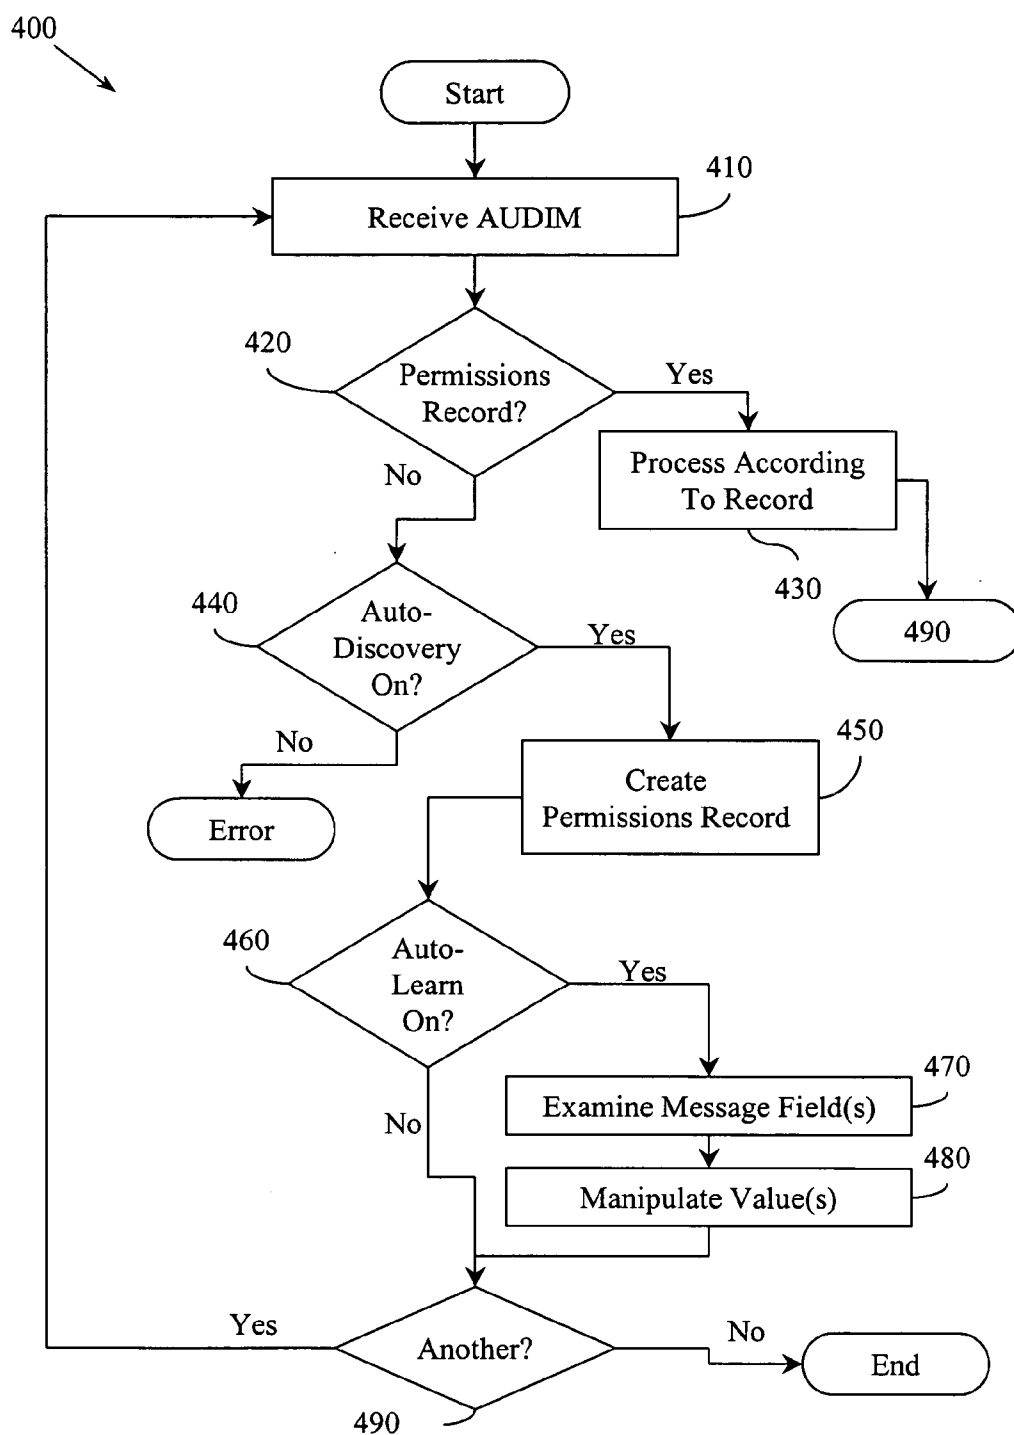 400
Start
410
Receive AUDIM
420
Permissions
Record?
Yes
No
Process According
To Record
430
490
440
Auto-
Discovery
On?
Yes
No
Error
450
Create
Permissions Record
460
Auto-
Learn
On?
Yes
No
470
Examine Message Field(s)
480
Manipulate Value(s)
Yes
Another?
No
End
490